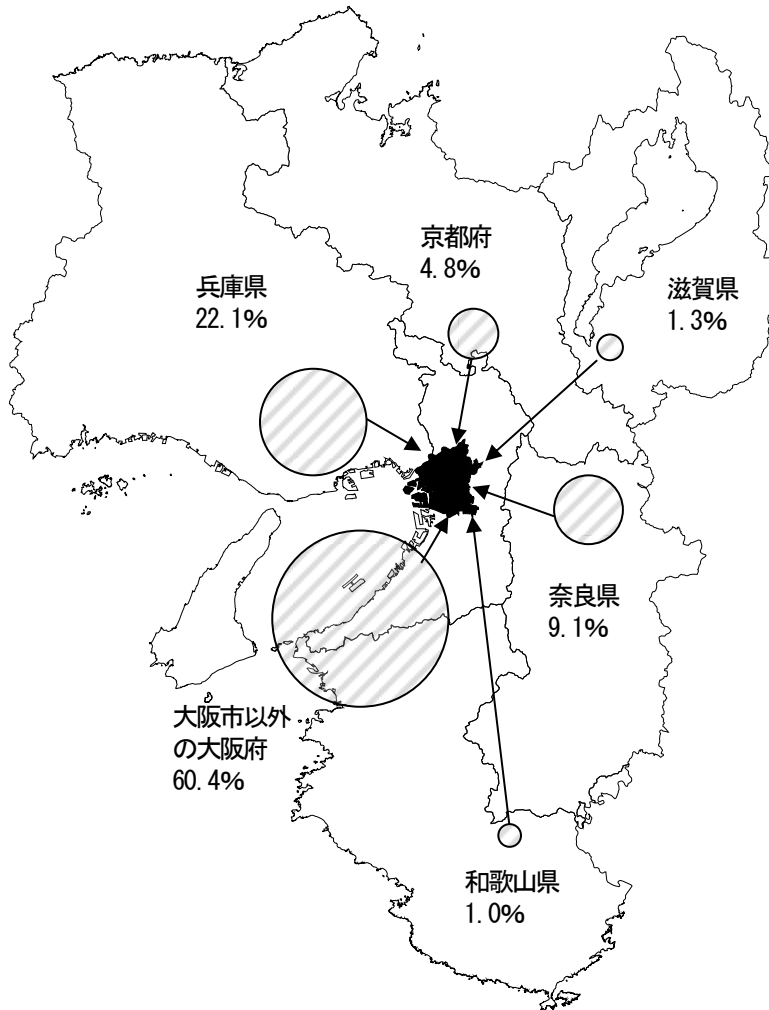 京都府
4.8%
兵庫県
22.1%
滋賀県
1.3%
奈良県
9.1%
大阪市以外
の大阪府
60.4%
和歌山県
1.0%